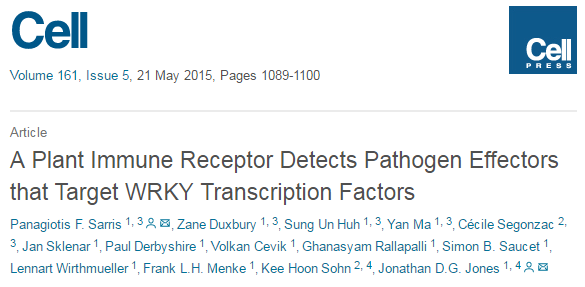 Cell
Volume 161, Issue 5, 21 May 2015, Pages 1089-1100
Cell
PRESS
Article
A Plant Immune Receptor Detects Pathogen Effectors
that Target WRKY Transcription Factors
Panagiotis F. Sarris 1, 3, Zane Duxbury 1, 3, Sung Un Huh 1, 3, Yan Ma 1, 3, Cécile Segonzac 2,
3, Jan Sklenar 1, Paul Derbyshire 1, Volkan Cevik 1, Ghanasyam Rallapalli 1, Simon B. Saucet 1,
Lennart Wirthmueller 1, Frank L.H. Menke 1, Kee Hoon Sohn 2, 4, Jonathan D.G. Jones 1, 4